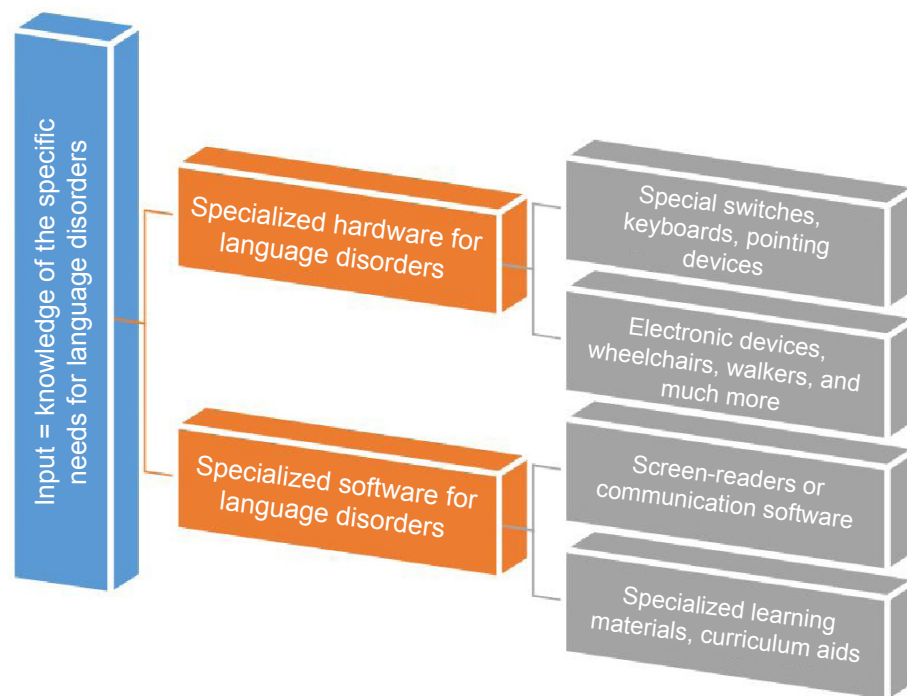 Input = knowledge of the specific
needs for language disorders
Specialized hardware for
language disorders
Special switches,
keyboards, pointing
devices
Electronic devices,
wheelchairs, walkers, and
much more
Specialized software for
language disorders
Screen-readers or
communication software
Specialized learning
materials, curriculum aids